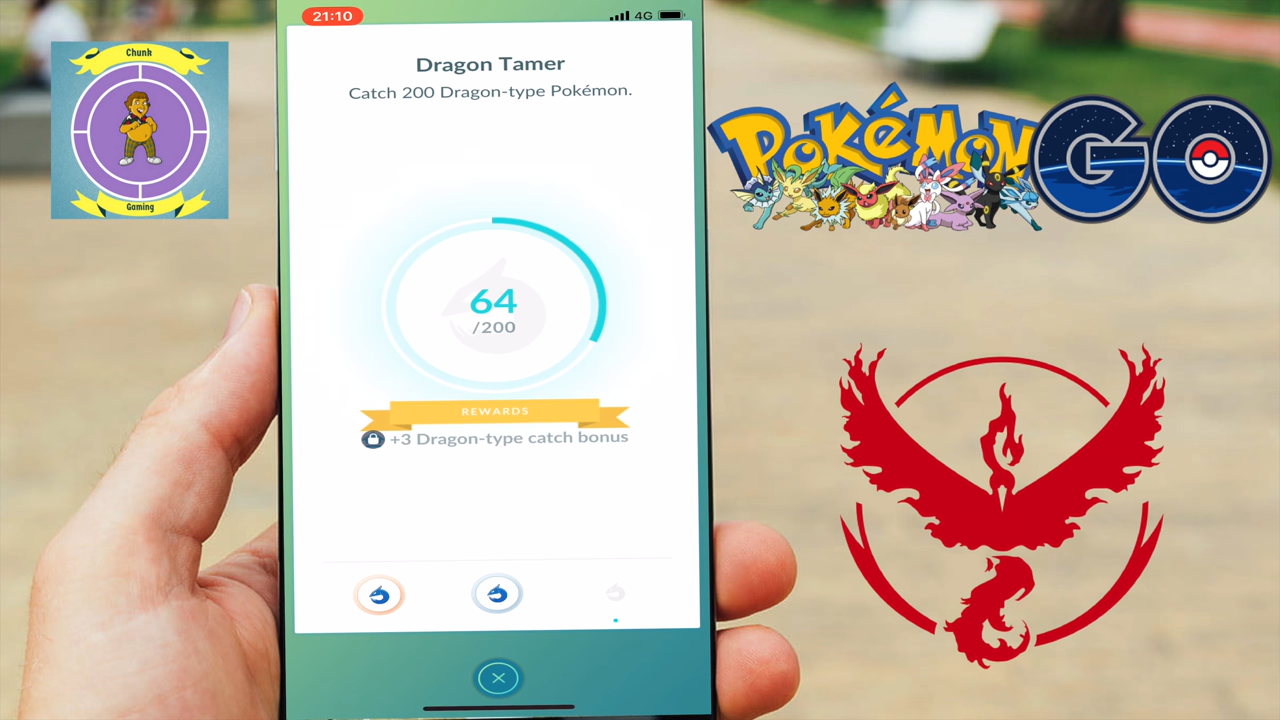 21:10
4G
Chunk
Gaming
Dragon Tamer
Catch 200 Dragon-type Pokémon.
POKéMON GO
64
/200
REWARDS
+3 Dragon-type catch bonus